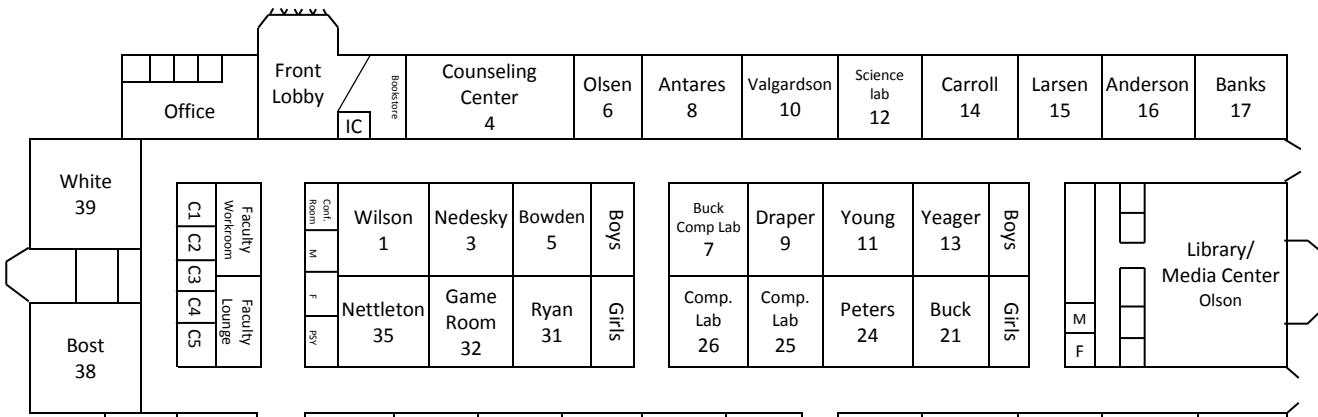 Front
Lobby
Office
IC
Bookstore
Counseling
Center
4
Olsen
6
Antares
8
Valgardson
10
Science
lab
12
Carroll
14
Larsen
15
Anderson
16
Banks
17
White
39
Bost
38
C1
C2
C3
C4
C5
Faculty
Workroom
Faculty
Lounge
Conf.
Room
M
F
PSY
Wilson
1
Nedesky
3
Bowden
5
Boys
Nettleton
35
Game
Room
32
Ryan
31
Girls
Buck
Comp Lab
7
Draper
9
Young
11
Yeager
13
Boys
Comp.
Lab
26
Comp.
Lab
25
Peters
24
Buck
21
Girls
M
F
Library/
Media Center
Olson